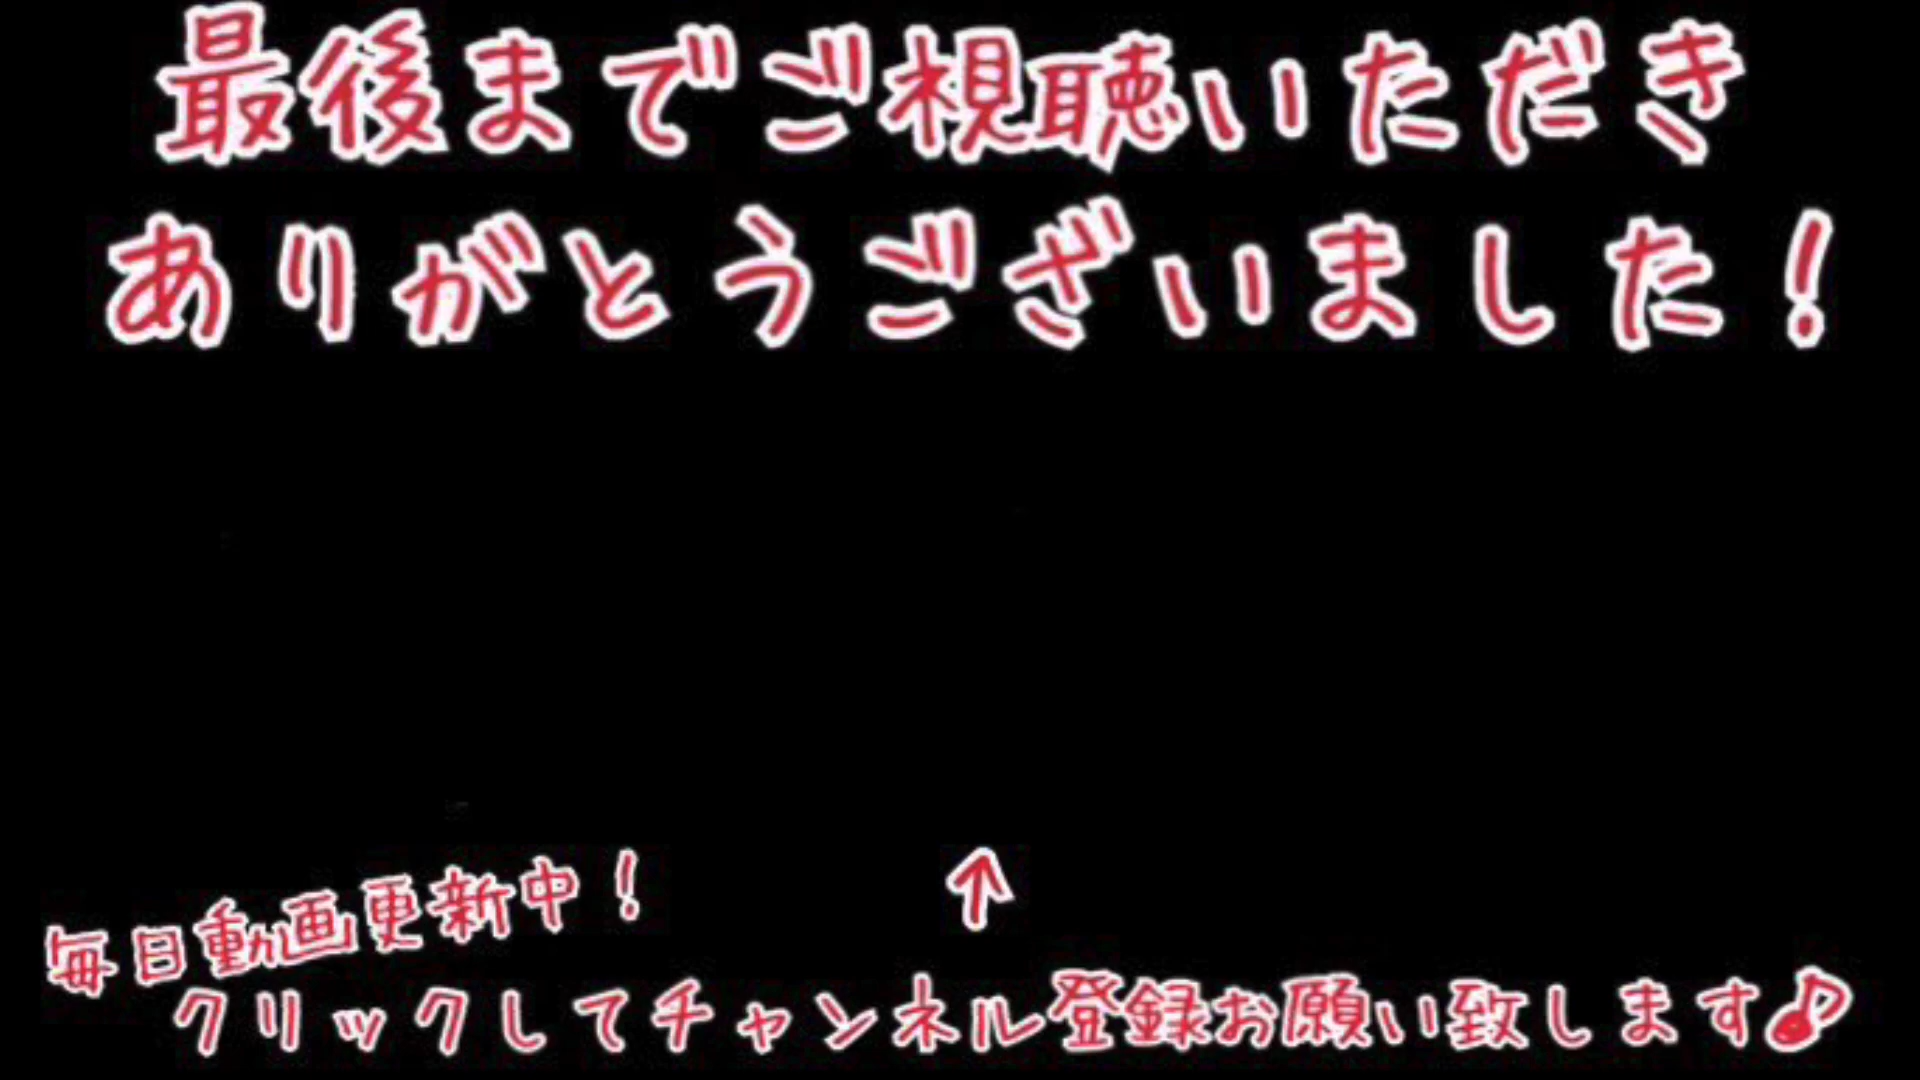 最後までご視聴いただき
ありがとうございました！
毎日動画更新中！
↑
クリックしてチャンネル登録お願い致します♪